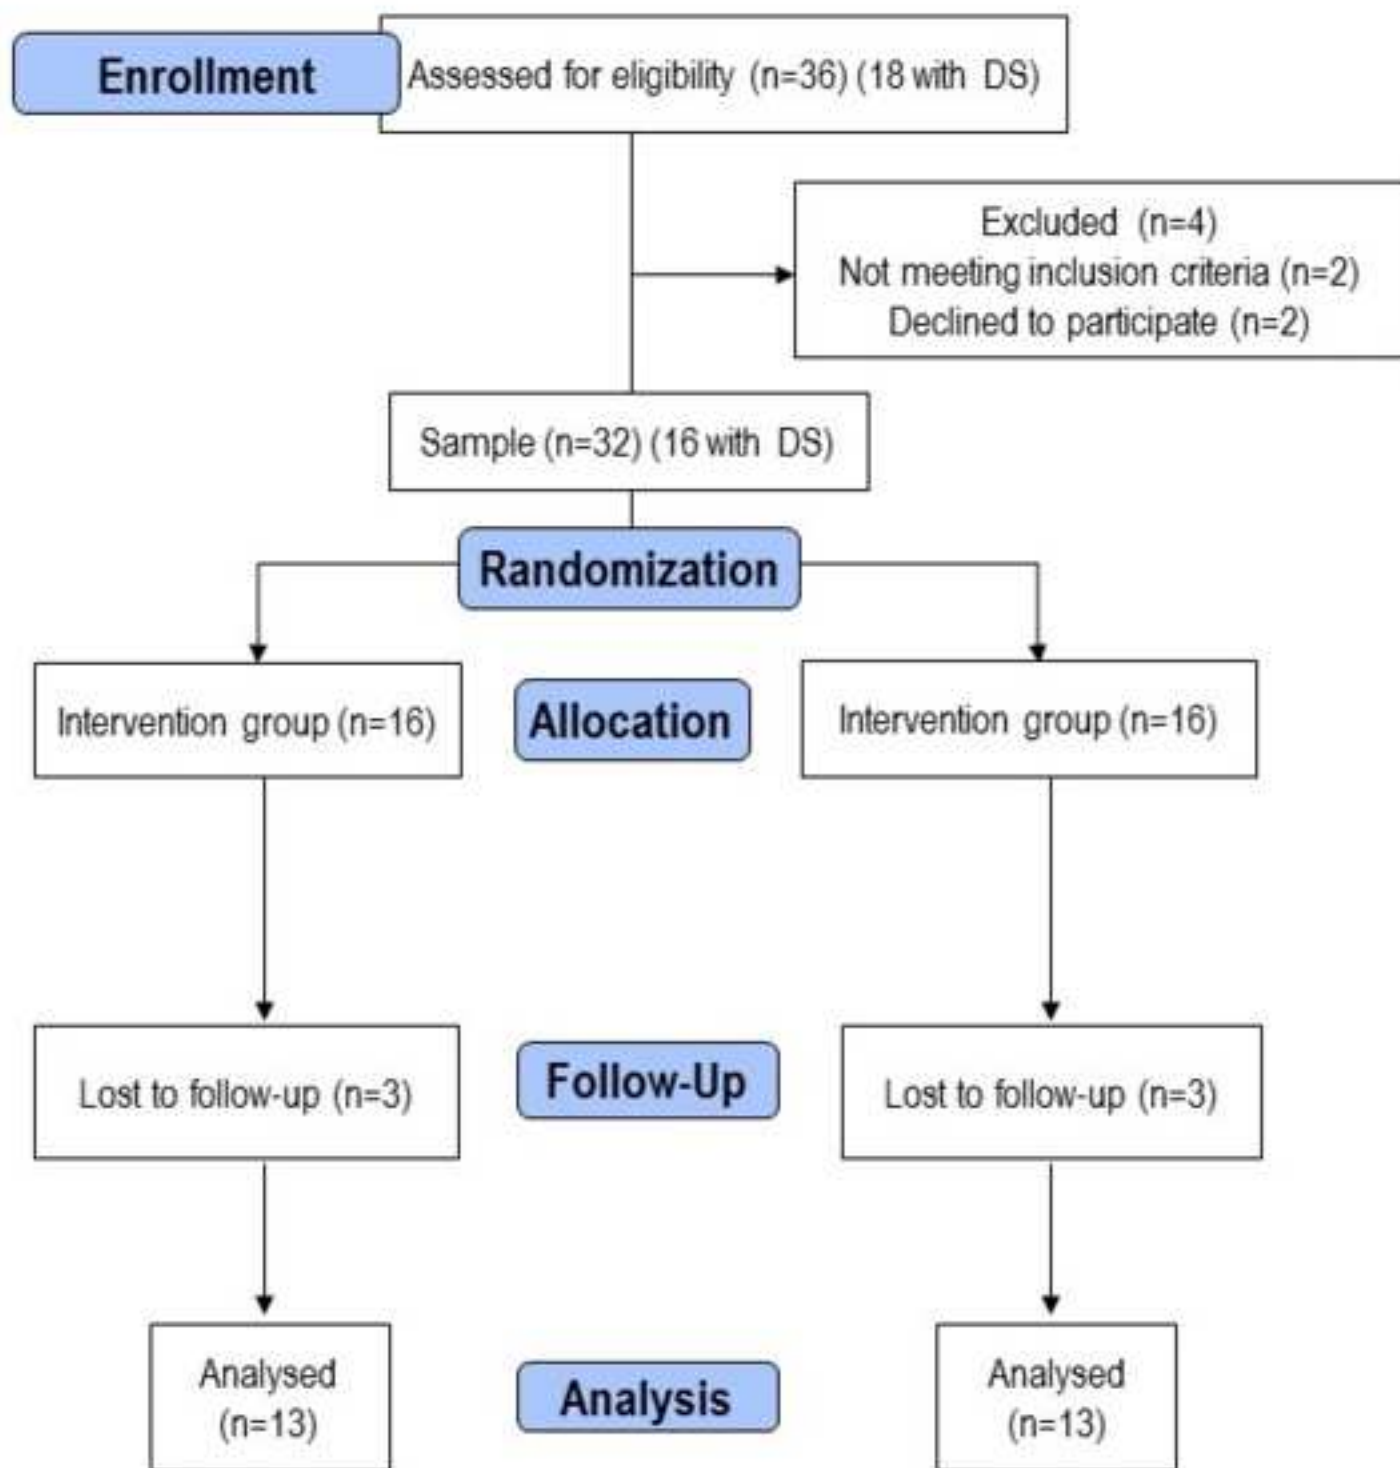 Enrollment
Assessed for eligibility (n=36) (18 with DS)
Excluded (n=4)
Not meeting inclusion criteria (n=2)
Declined to participate (n=2)
Sample (n=32) (16 with DS)
Randomization
Intervention group (n=16)
Allocation
Intervention group (n=16)
Lost to follow-up (n=3)
Follow-Up
Lost to follow-up (n=3)
Analysed
(n=13)
Analysis
Analysed
(n=13)